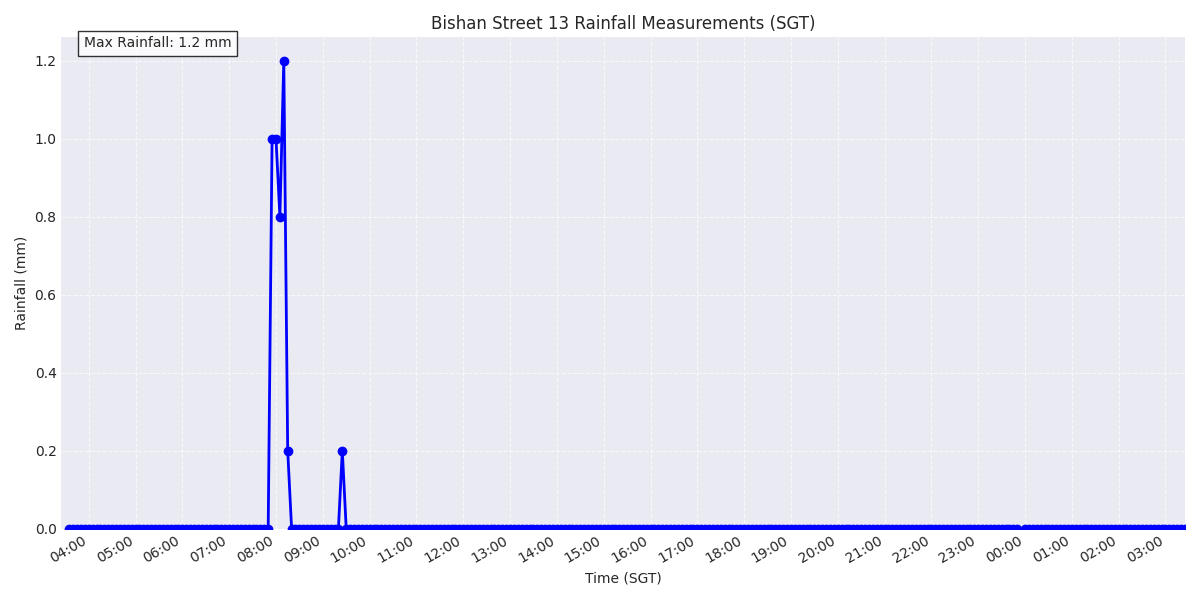 Bishan Street 13 Rainfall Measurements (SGT)
Max Rainfall: 1.2 mm
1.2
1.0
0.8
0.6
0.4
0.2
0.0
Rainfall (mm)
04:00 05:00 06:00 07:00 08:00 09:00 10:00 11:00 12:00 13:00 14:00 15:00 16:00 17:00 18:00 19:00 20:00 21:00 22:00 23:00 00:00 01:00 02:00 03:00
Time (SGT)